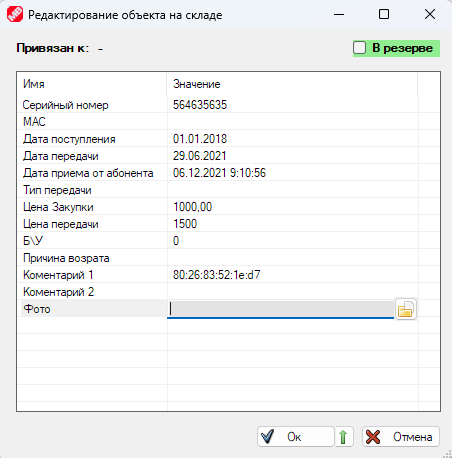 Редактирование объекта на складе
Привязан к: -
В резерве
Имя Значение
Серийный номер 564635635
MAC
Дата поступления 01.01.2018
Дата передачи 29.06.2021
Дата приема от абонента 06.12.2021 9:10:56
Тип передачи
Цена Закупки 1000,00
Цена передачи 1500
Б\У 0
Причина возрата
Коментарий 1 80:26:83:52:1e:d7
Коментарий 2
Фото
Ок Отмена